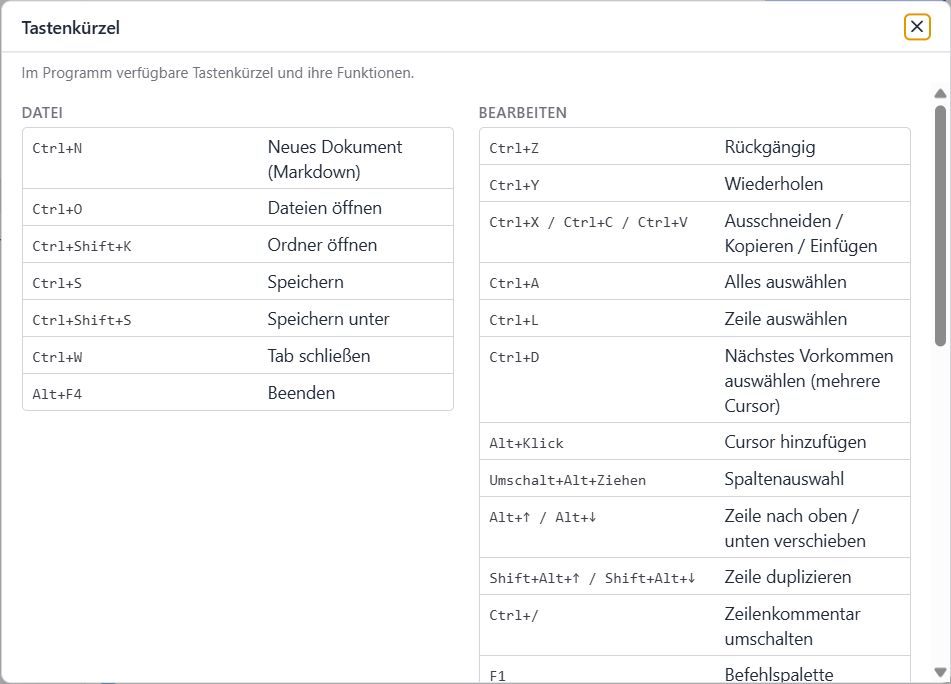 Tastenkürzel
Im Programm verfügbare Tastenkürzel und ihre Funktionen.
DATEI
Ctrl+N Neues Dokument
(Markdown)
Ctrl+O Dateien öffnen
Ctrl+Shift+K Ordner öffnen
Ctrl+S Speichern
Ctrl+Shift+S Speichern unter
Ctrl+W Tab schließen
Alt+F4 Beenden
BEARBEITEN
Ctrl+Z Rückgängig
Ctrl+Y Wiederholen
Ctrl+X / Ctrl+C / Ctrl+V Ausschneiden /
Kopieren / Einfügen
Ctrl+A Alles auswählen
Ctrl+L Zeile auswählen
Ctrl+D Nächstes Vorkommen
auswählen (mehrere
Cursor)
Alt+Klick Cursor hinzufügen
Umschalt+Alt+Ziehen Spaltenauswahl
Alt+↑ / Alt+↓ Zeile nach oben /
unten verschieben
Shift+Alt+↑ / Shift+Alt+↓ Zeile duplizieren
Ctrl+/ Zeilenkommentar
umschalten
F1 Befehlspalette